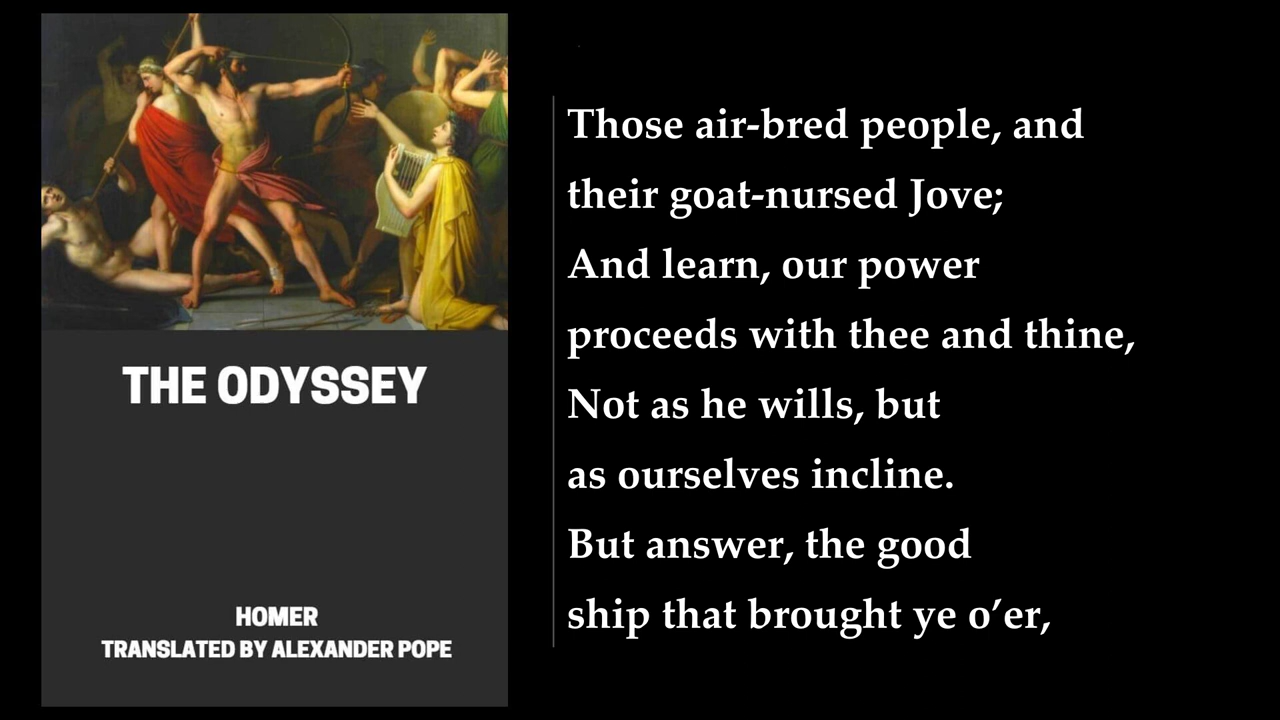 THE ODYSSEY
HOMER
TRANSLATED BY ALEXANDER POPE
Those air-bred people, and
their goat-nursed Jove;
And learn, our power
proceeds with thee and thine,
Not as he wills, but
as ourselves incline.
But answer, the good
ship that brought ye o’er,